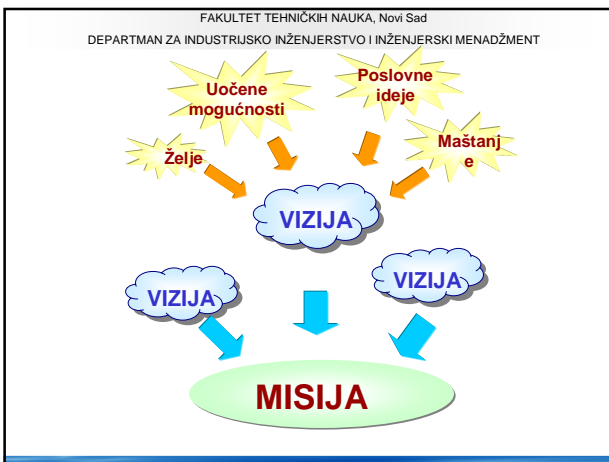 FAKULTET TEHNIČKIH NAUKA, Novi Sad
DEPARTMAN ZA INDUSTRIJSKO INŽENJERSTVO I INŽENJERSKI MENADŽMENT
Uočene
mogućnosti
Poslovne
ideje
Želje
Maštanj
e
VIZIJA
VIZIJA
VIZIJA
MISIJA